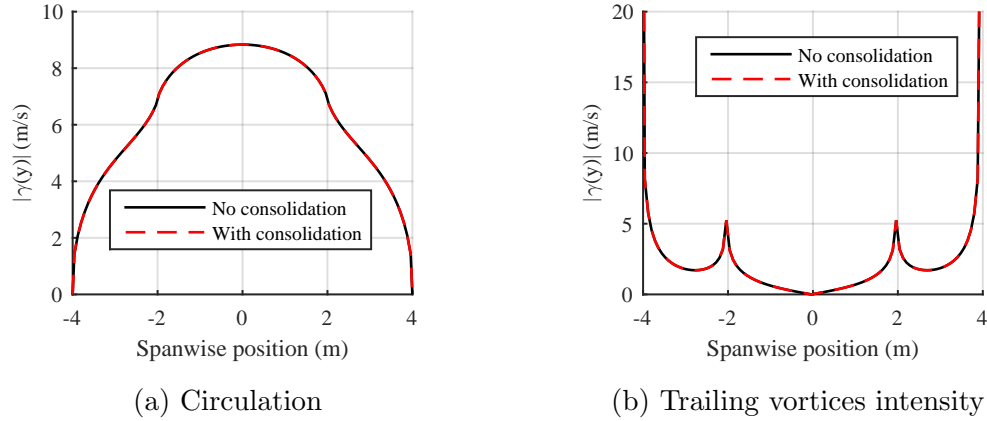 10
8
6
4
2
0
-4
-2
0
2
4
|γ(y)| (m/s)
No consolidation
With consolidation
Spanwise position (m)
(a) Circulation
20
15
10
5
0
-4
-2
0
2
4
|γ(y)| (m/s)
No consolidation
With consolidation
Spanwise position (m)
(b) Trailing vortices intensity